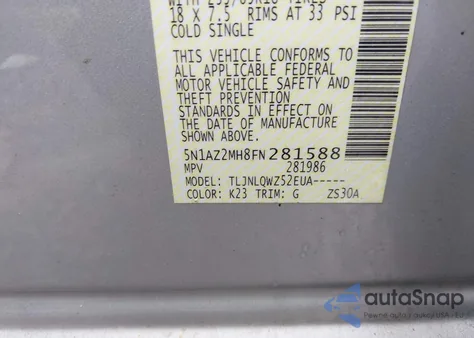 18 X 7.5 RIMS AT 33 PSI
COLD SINGLE
THIS VEHICLE CONFORMS TO
ALL APPLICABLE FEDERAL
MOTOR VEHICLE SAFETY AND
THEFT PREVENTION
STANDARDS IN EFFECT ON
THE DATE OF MANUFACTURE
SHOWN ABOVE.
5N1AZ2MH8FN281588
MPV 281986
MODEL: TLJNLQWZ52EUA-----
COLOR: K23 TRIM: G ZS30A
autoSnap